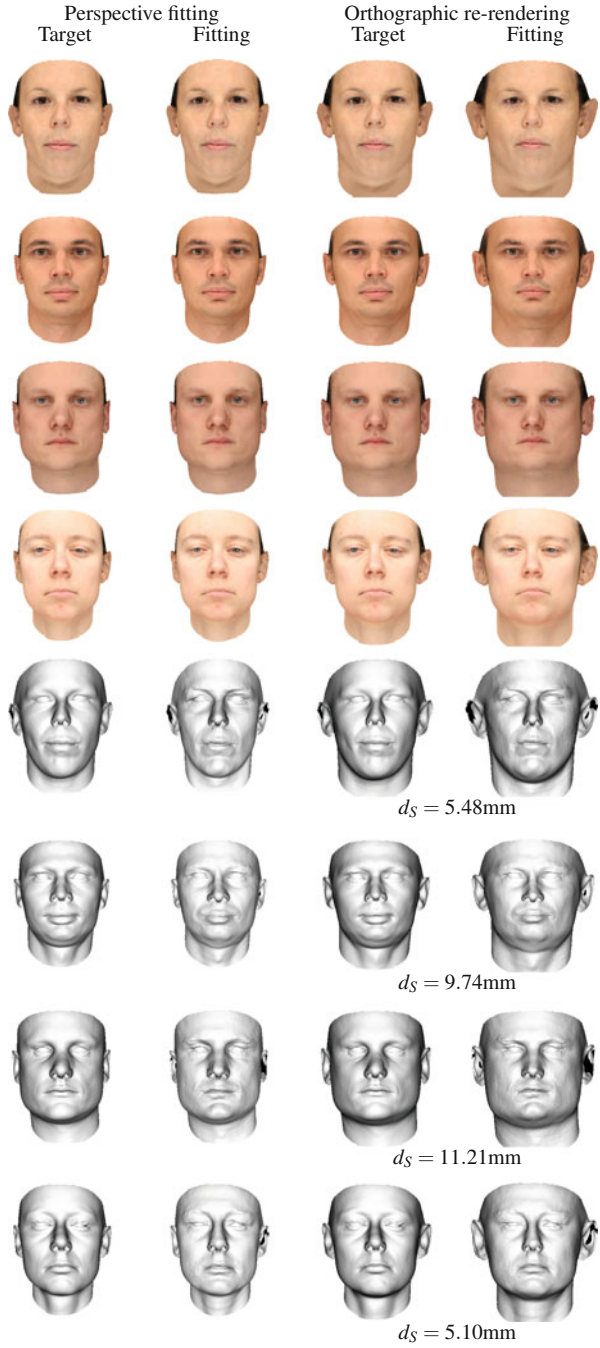 Perspective fitting Orthographic re-rendering
Target Fitting Target Fitting
d_S = 5.48mm
d_S = 9.74mm
d_S = 11.21mm
d_S = 5.10mm